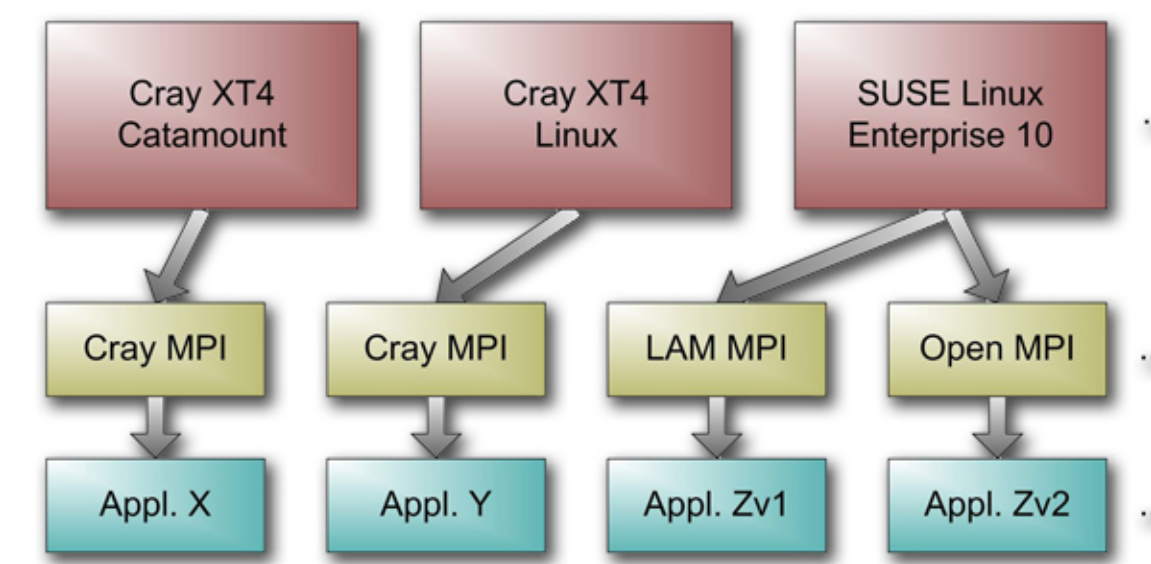 Cray XT4
Catamount
Cray XT4
Linux
SUSE Linux
Enterprise 10
Cray MPI
Cray MPI
LAM MPI
Open MPI
Appl. X
Appl. Y
Appl. Zv1
Appl. Zv2